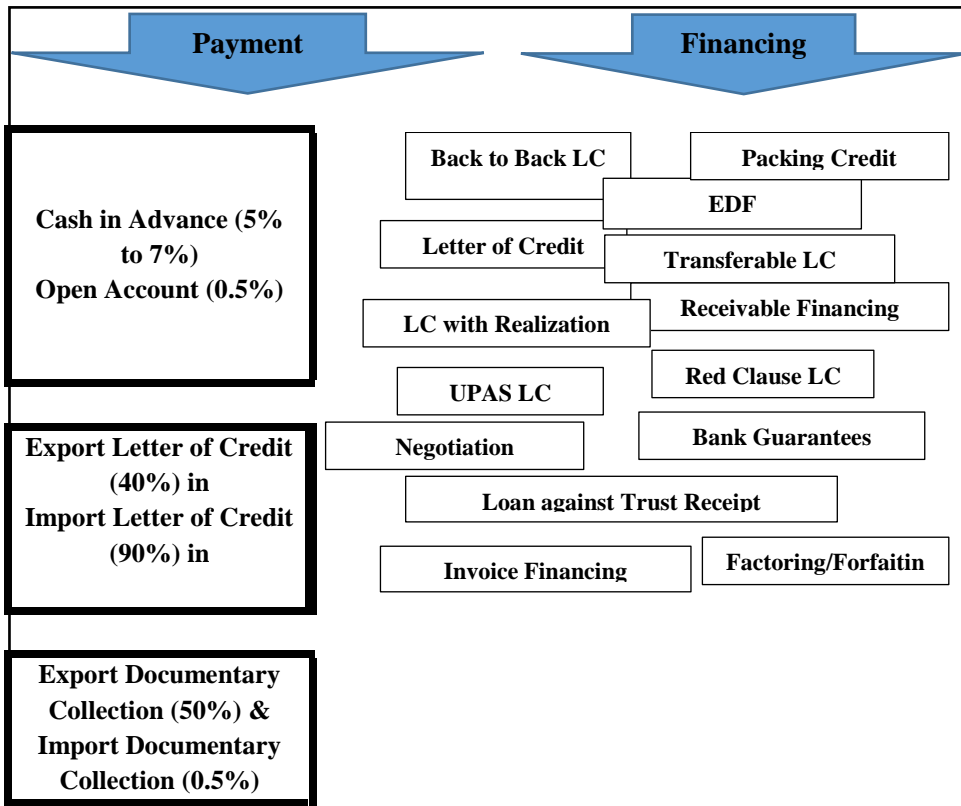 Payment
Financing
Cash in Advance (5%
to 7%)
Open Account (0.5%)
Export Letter of Credit
(40%) in
Import Letter of Credit
(90%) in
Export Documentary
Collection (50%) &
Import Documentary
Collection (0.5%)
Back to Back LC
Packing Credit
EDF
Letter of Credit
Transferable LC
Receivable Financing
LC with Realization
Red Clause LC
UPAS LC
Bank Guarantees
Negotiation
Loan against Trust Receipt
Factoring/Forfaitin
Invoice Financing